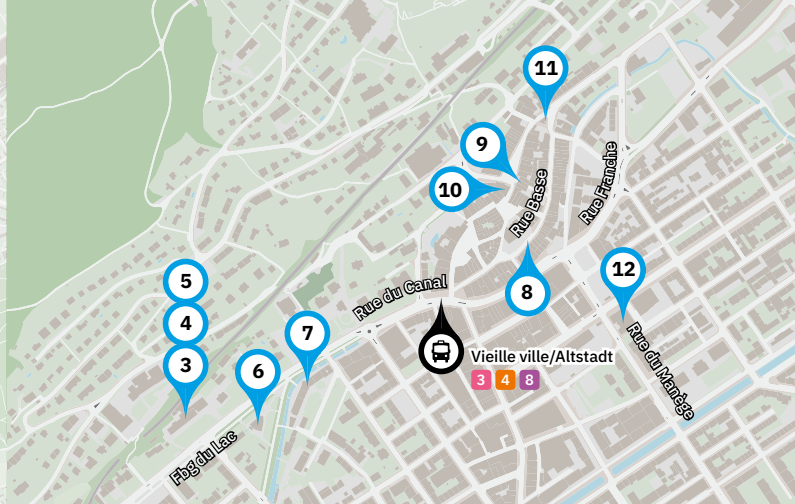 11
9
10
Rue Basse
Rue Franche
5
4
3
6
7
Rue du Canal
8
12
Vieille ville/Altstadt
3 4 8
Rue du Manège
Fbg du Lac